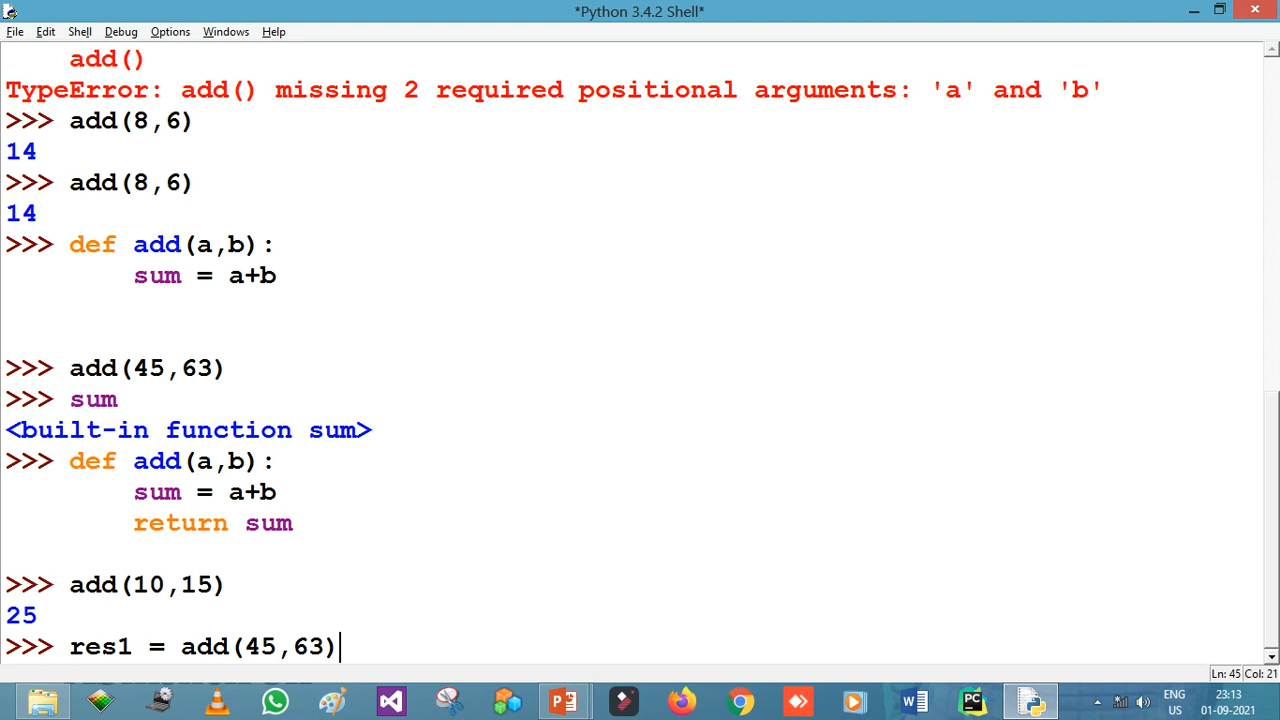 *Python 3.4.2 Shell*
File Edit Shell Debug Options Windows Help
add()
TypeError: add() missing 2 required positional arguments: 'a' and 'b'
>>> add(8,6)
14
>>> add(8,6)
14
>>> def add(a,b):
sum = a+b
>>> add(45,63)
>>> sum
<built-in function sum>
>>> def add(a,b):
sum = a+b
return sum
>>> add(10,15)
25
>>> res1 = add(45,63)
Ln: 45 Col: 21
ENG
US
23:13
01-09-2021